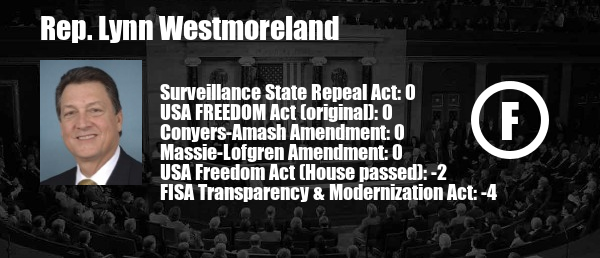 Rep. Lynn Westmoreland
Surveillance State Repeal Act: 0
USA FREEDOM Act (original): 0
Conyers-Amash Amendment: 0
Massie-Lofgren Amendment: 0
USA Freedom Act (House passed): -2
FISA Transparency & Modernization Act: -4
F